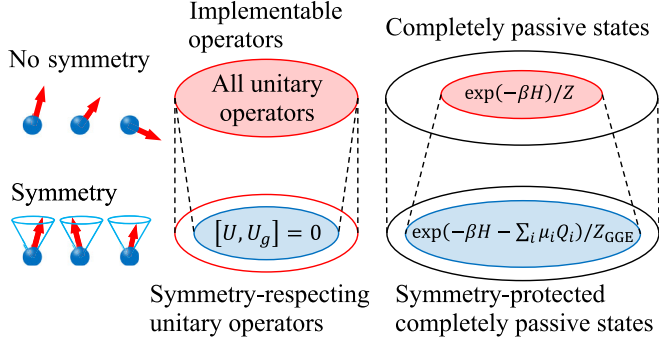 Implementable
operators
Completely passive states
No symmetry
All unitary
operators
exp(−βH)/Z
Symmetry
[U, U_g] = 0
exp(−βH − ∑_i μ_i Q_i)/Z_GGE
Symmetry-respecting
unitary operators
Symmetry-protected
completely passive states